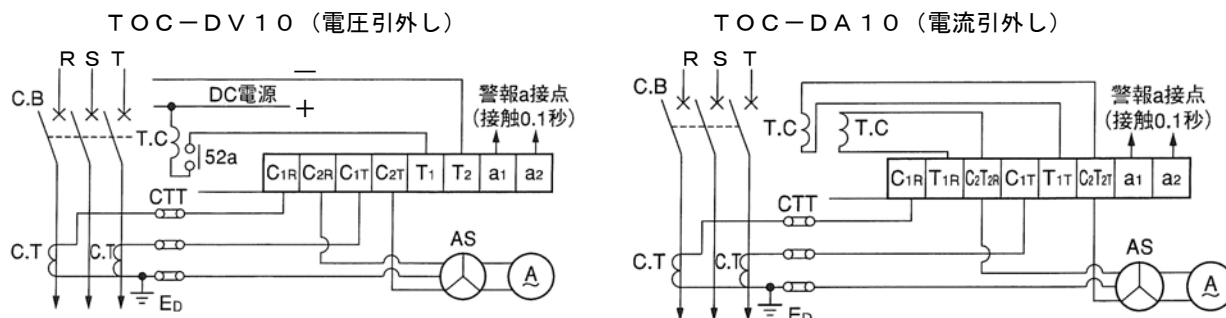 TOC-DV10(電圧引外し)
R S T
C.B
DC電源
−
+
T.C
52a
警報a接点
(接触0.1秒)
C1R C2R C1T C2T T1 T2 a1 a2
CTT
C.T
C.T
AS
A
ED
TOC-DA10(電流引外し)
R S T
C.B
T.C
T.C
警報a接点
(接触0.1秒)
C1R T1R C2T2R C1T T1T C2T2T a1 a2
CTT
C.T
C.T
AS
A
ED